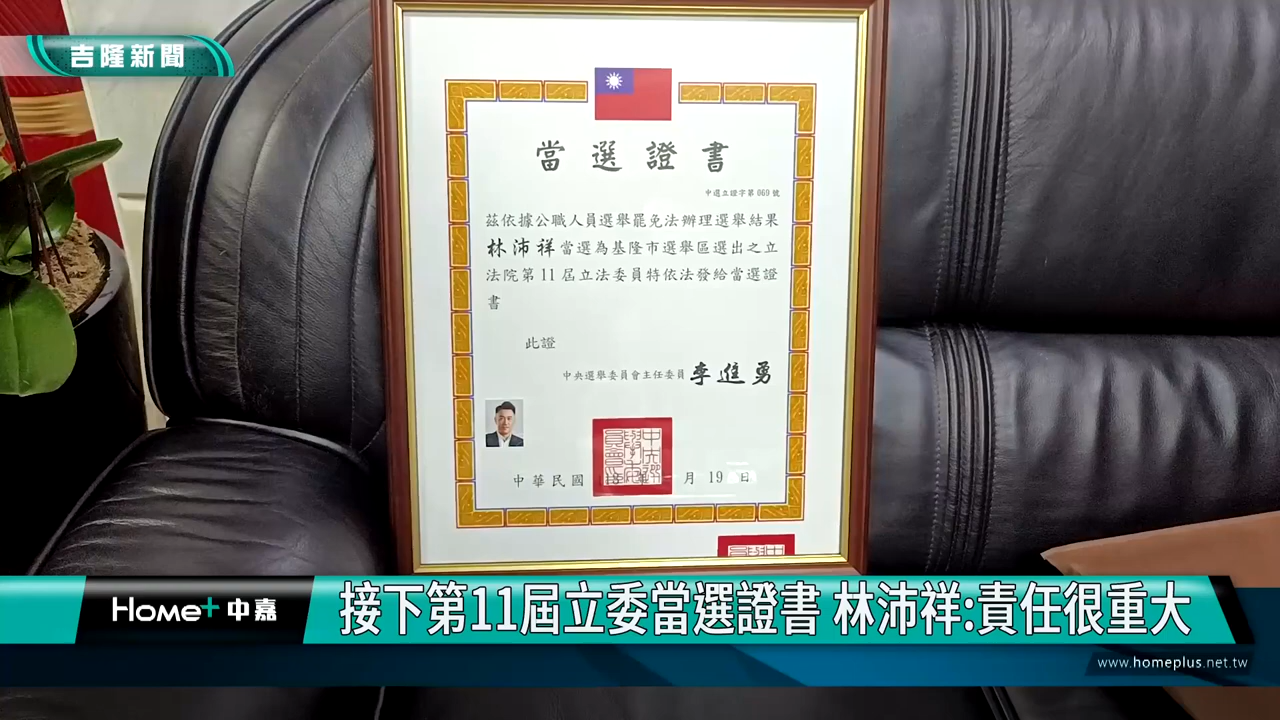 吉隆新聞
當選證書
中選立證字第069號
茲依據公職人員選舉罷免法辦理選舉結果
林沛祥當選為基隆市選舉區選出之立
法院第11屆立法委員特依法發給當選證
書
此證
中央選舉委員會主任委員 李進勇
中華民國 月19日
Home+中嘉
接下第11屆立委當選證書 林沛祥:責任很重大
www.homeplus.net.tw